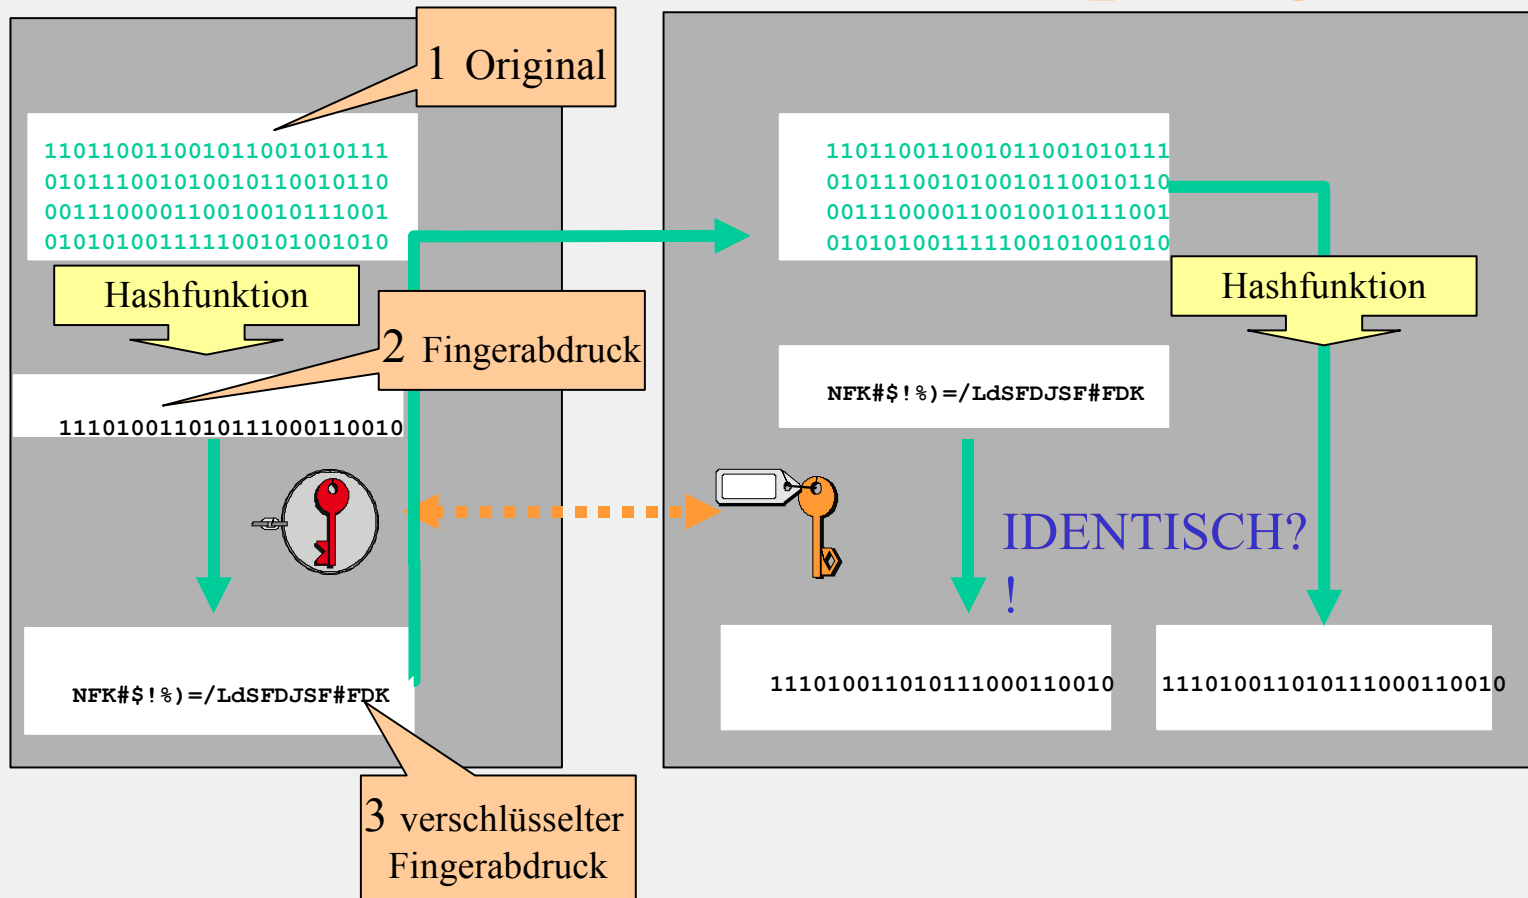 1 Original
110110011001011001010111
010111001010010110010110
001110000110010010111001
010101001111100101001010
Hashfunktion
2 Fingerabdruck
111010011010111000110010
NFK#$!%)=/LdSFDJSF#FDK
3 verschlüsselter
Fingerabdruck
110110011001011001010111
010111001010010110010110
001110000110010010111001
010101001111100101001010
Hashfunktion
NFK#$!%)=/LdSFDJSF#FDK
IDENTISCH?
!
111010011010111000110010
111010011010111000110010